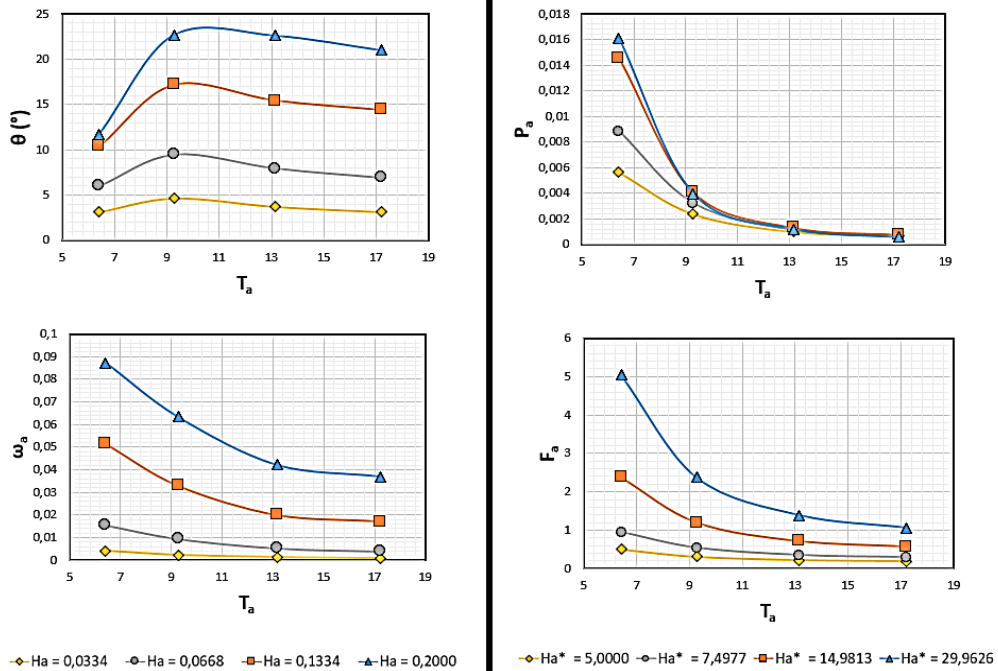 25
20
15
10
5
0
θ (°)
5 7 9 11 13 15 17 19
Ta
0,018
0,016
0,014
0,012
0,01
0,008
0,006
0,004
0,002
0
Pa
5 7 9 11 13 15 17 19
Ta
0,1
0,09
0,08
0,07
0,06
0,05
0,04
0,03
0,02
0,01
0
ωa
5 7 9 11 13 15 17 19
Ta
6
5
4
3
2
1
0
Fa
5 7 9 11 13 15 17 19
Ta
Ha = 0,0334 Ha = 0,0668 Ha = 0,1334 Ha = 0,2000
Ha* = 5,0000 Ha* = 7,4977 Ha* = 14,9813 Ha* = 29,9626